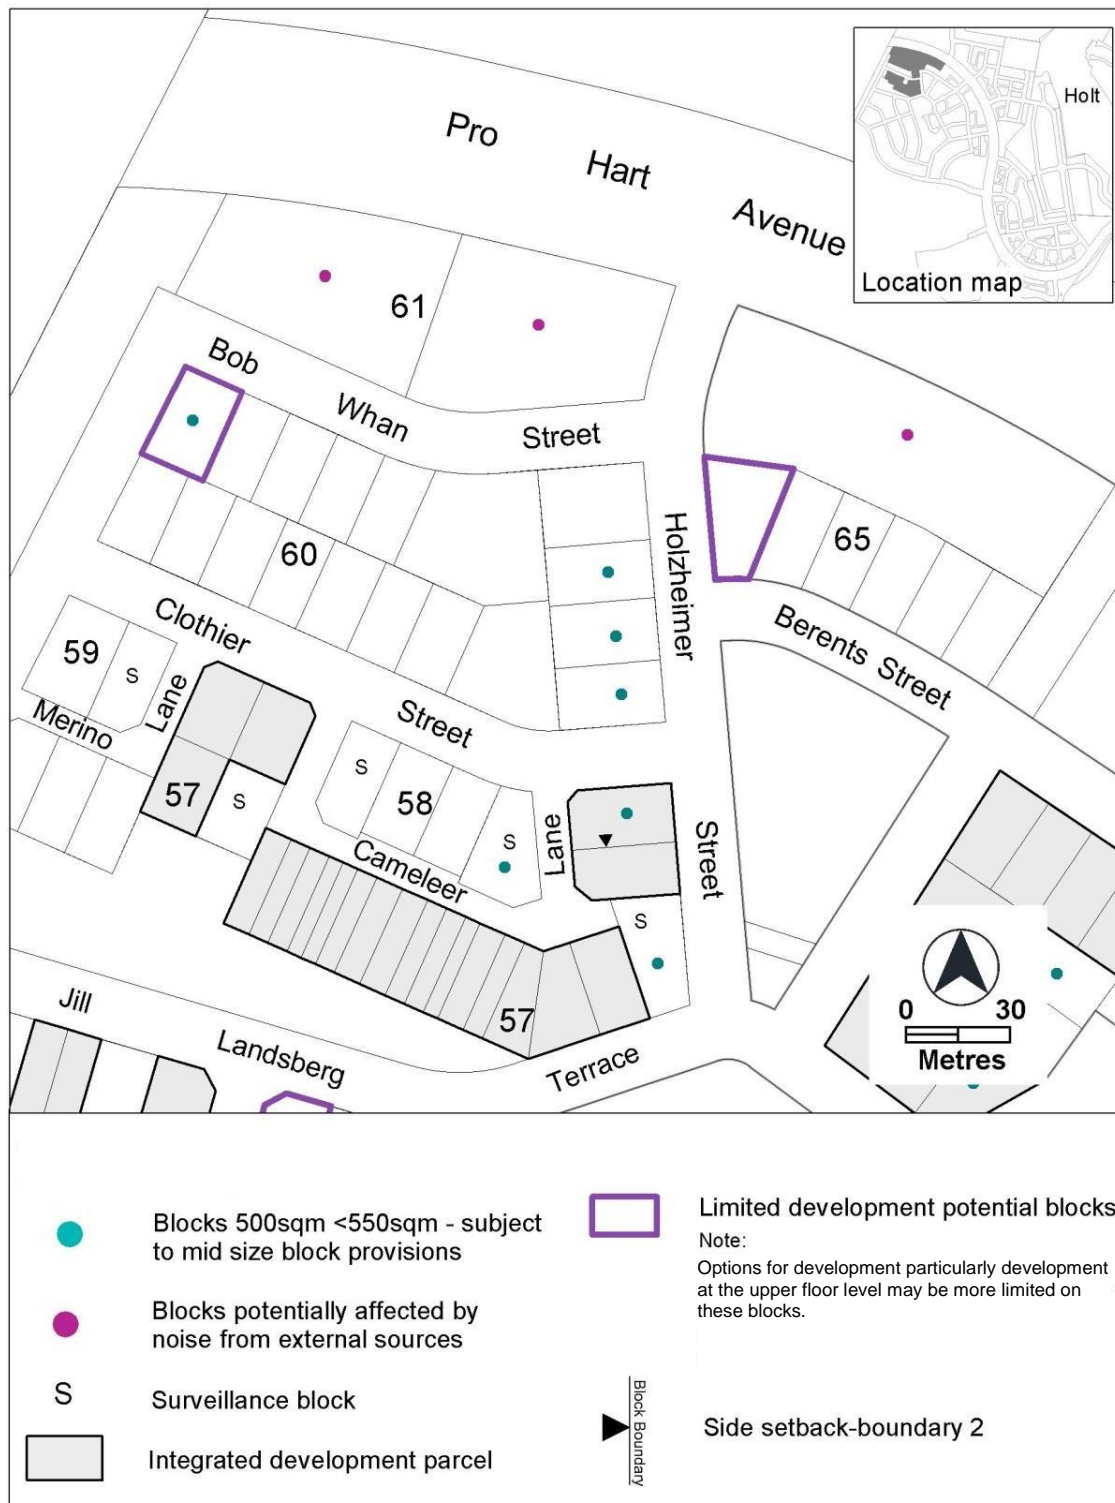 Pro Hart Avenue
Holt
Location map
61
Bob Whan Street
Holzheimer
65
60
Berents Street
Clothier
59
S
Lane
Merino
Street
57
S
S
58
S
Lane
Street
Cameleer
S
57
0 30
Metres
Jill Landsberg Terrace
Blocks 500sqm <550sqm - subject
to mid size block provisions
Blocks potentially affected by
noise from external sources
S
Surveillance block
Integrated development parcel
Limited development potential blocks
Note:
Options for development particularly development
at the upper floor level may be more limited on
these blocks.
Block Boundary
Side setback-boundary 2